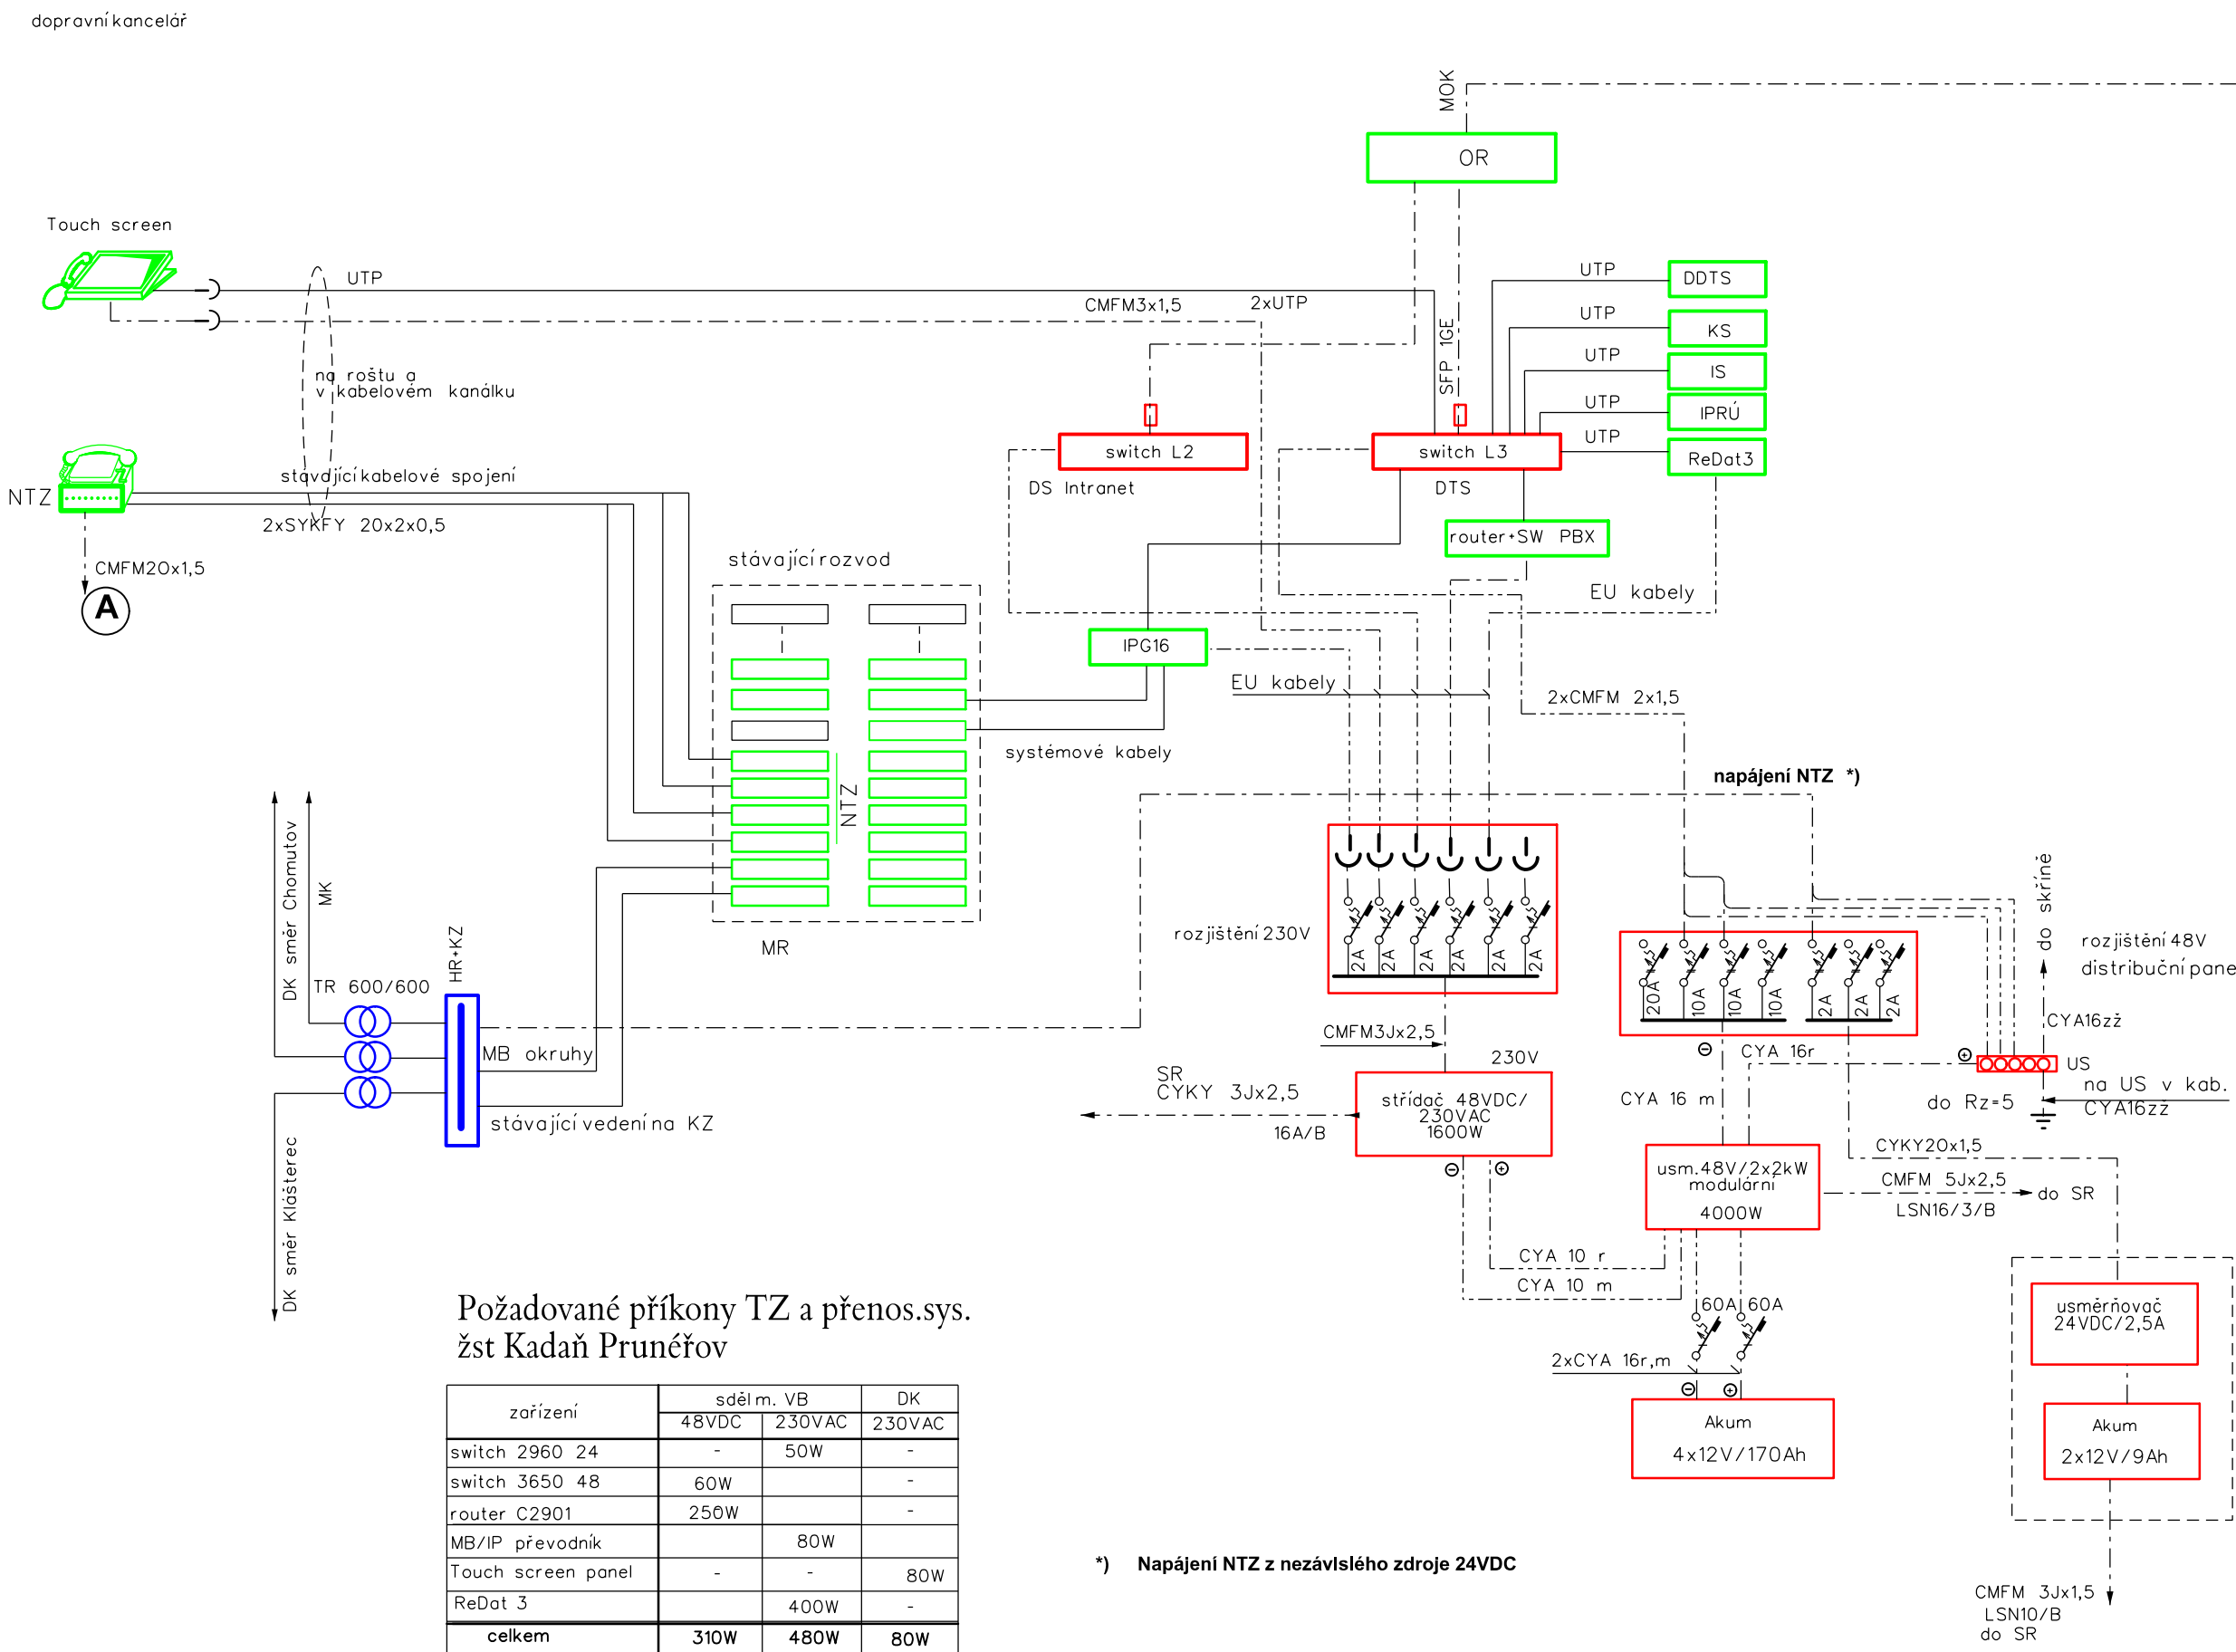 dopravní kancelář
MOK
OR
Touch screen
UTP
CMFM3x1,5
2xUTP
SFP 1GE
UTP
DDTS
UTP
KS
UTP
IS
UTP
IPRÚ
UTP
ReDat3
na roštu a
v kabelovém kanálku
switch L2
DS Intranet
switch L3
DTS
stávající kabelové spojení
NTZ
2xSYKFY 20x2x0,5
CMFM2Ox1,5
A
router+SW PBX
stávající rozvod
EU kabely
IPG16
EU kabely
2xCMFM 2x1,5
systémové kabely
NTZ
MR
napájení NTZ *)
DK směr Chomutov
MK
HR+KZ
TR 600/600
MB okruhy
stávající vedení na KZ
DK směr Klášterec
rozjištění 230V
2A
2A
2A
2A
2A
2A
20A
10A
10A
10A
2A
2A
2A
do skříně
rozjištění 48V
distribuční pane
CYA16zž
CMFM3Jx2,5
230V
CYA 16r
US
na US v kab.
CYA16zž
do Rz=5
SR
CYKY 3Jx2,5
16A/B
střídač 48VDC/
230VAC
1600W
CYA 16 m
CYKY2Ox1,5
usm.48V/2x2kW
modulární
4000W
CMFM 5Jx2,5
LSN16/3/B
do SR
CYA 10 r
CYA 10 m
60A
60A
2xCYA 16r,m
Akum
4x12V/170Ah
usměrňovač
24VDC/2,5A
Akum
2x12V/9Ah
CMFM 3Jx1,5
LSN10/B
do SR
Požadované příkony TZ a přenos.sys.
žst Kadaň Prunéřov
zařízení sdělm. VB DK
48VDC 230VAC 230VAC
switch 2960 24 - 50W -
switch 3650 48 60W -
router C2901 250W -
MB/IP převodník 80W
Touch screen panel - - 80W
ReDat 3 400W -
celkem 310W 480W 80W
*) Napájení NTZ z nezávIslého zdroje 24VDC